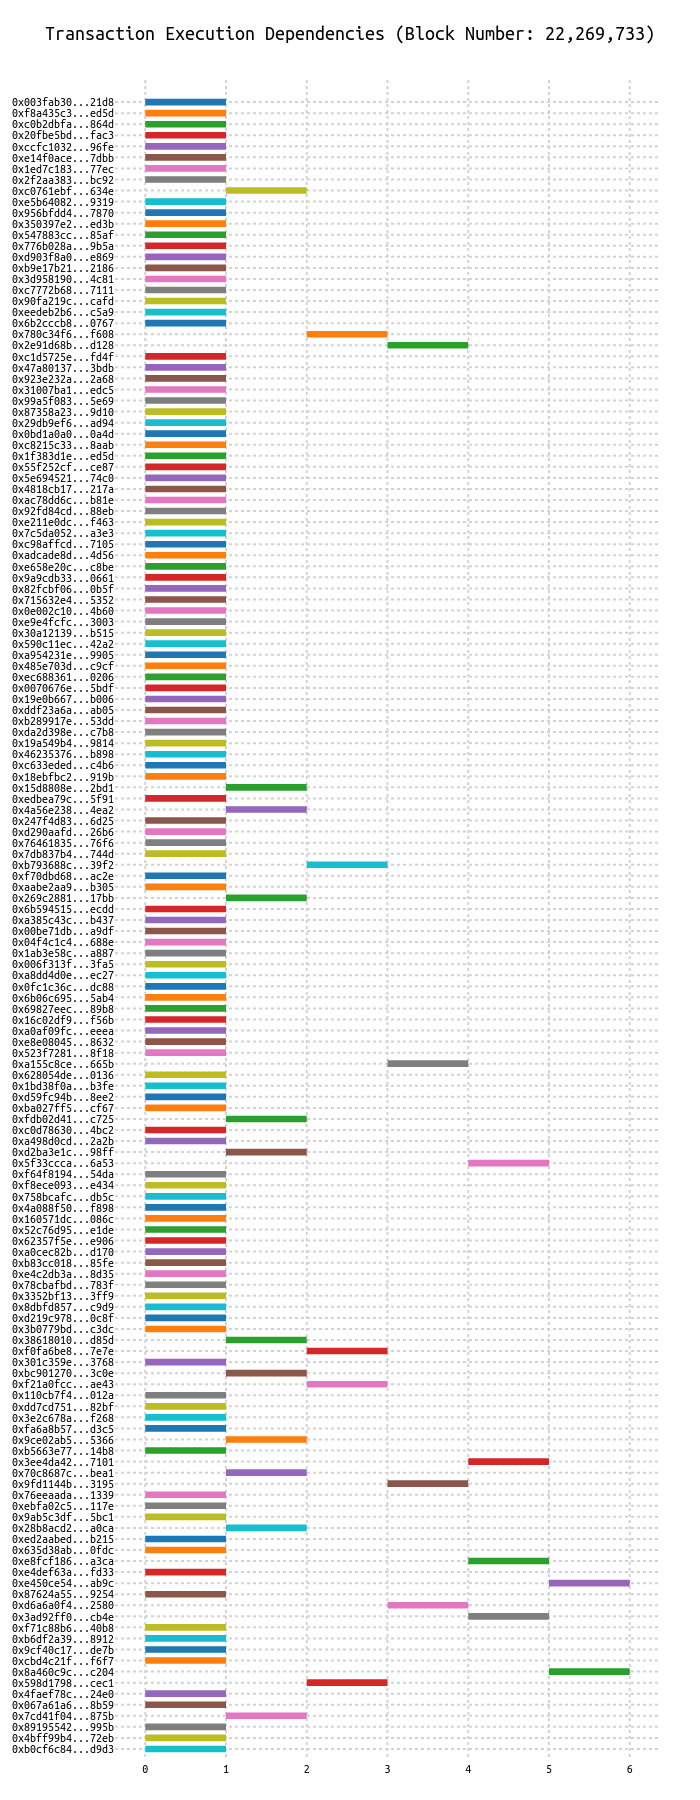 Transaction Execution Dependencies (Block Number: 22,269,733)
0x003fab30...21d8
0xf8a435c3...ed5d
0xc0b2dbfa...864d
0x20fbe5bd...fac3
0xccfc1032...96fe
0xe14f0ace...7dbb
0x1ed7c183...77ec
0x2f2aa383...bc92
0xc0761ebf...634e
0xe5b64082...9319
0x956bfdd4...7870
0x350397e2...ed3b
0x547883cc...85af
0x776b028a...9b5a
0xd903f8a0...e869
0xb9e17b21...2186
0x3d958190...4c81
0xc7772b68...7111
0x90fa219c...cafd
0xeedeb2b6...c5a9
0x6b2cccb8...0767
0x780c34f6...f608
0x2e91d68b...d128
0xc1d5725e...fd4f
0x47a80137...3bdb
0x923e232a...2a68
0x31007ba1...edc5
0x99a5f083...5e69
0x87358a23...9d10
0x29db9ef6...ad94
0x0bd1a0a0...0a4d
0xc8215c33...8aab
0x1f383d1e...ed5d
0x55f252cf...ce87
0x5e694521...74c0
0x4818cb17...217a
0xac78dd6c...b81e
0x92fd84cd...88eb
0xe211e0dc...f463
0x7c5da052...a3e3
0xc98affcd...7105
0xadcade8d...4d56
0xe658e20c...c8be
0x9a9cdb33...0661
0x82fcbf06...0b5f
0x715632e4...5352
0x0e002c10...4b60
0xe9e4fcfc...3003
0x30a12139...b515
0x590c11ec...42a2
0xa954231e...9905
0x485e703d...c9cf
0xec688361...0206
0x0070676e...5bdf
0x19e0b667...b006
0xddf23a6a...ab05
0xb289917e...53dd
0xda2d398e...c7b8
0x19a549b4...9814
0x46235376...b898
0xc633eded...c4b6
0x18ebfbc2...919b
0x15d8808e...2bd1
0xedbea79c...5f91
0x4a56e238...4ea2
0x247f4d83...6d25
0xd290aafd...26b6
0x76461835...76f6
0x7db837b4...744d
0xb793688c...39f2
0xf70dbd68...ac2e
0xaabe2aa9...b305
0x269c2881...17bb
0x6b594515...ecdd
0xa385c43c...b437
0x00be71db...a9df
0x04f4c1c4...688e
0x1ab3e58c...a887
0x006f313f...3fa5
0xa8dd4d0e...ec27
0x0fc1c36c...dc88
0x6b06c695...5ab4
0x69827eec...89b8
0x16c02df9...f56b
0xa0af09fc...eeea
0xe8e08045...8632
0x523f7281...8f18
0xa155c8ce...665b
0x628054de...0136
0x1bd38f0a...b3fe
0xd59fc94b...8ee2
0xba027ff5...cf67
0xfdb02d41...c725
0xc0d78630...4bc2
0xa498d0cd...2a2b
0xd2ba3e1c...98ff
0x5f33ccca...6a53
0xf64f8194...54da
0xf8ece093...e434
0x758bcafc...db5c
0x4a088f50...f898
0x160571dc...086c
0x52c76d95...e1de
0x62357f5e...e906
0xa0cec82b...d170
0xb83cc018...85fe
0xe4c2db3a...8d35
0x78cbafbd...783f
0x3352bf13...3ff9
0x8dbfd857...c9d9
0xd219c978...0c8f
0x3b0779bd...c3dc
0x38618010...d85d
0xf0fa6be8...7e7e
0x301c359e...3768
0xbc901270...3c0e
0xf21a0fcc...ae43
0x110cb7f4...012a
0xdd7cd751...82bf
0x3e2c678a...f268
0xfa6a8b57...d3c5
0x9ce02ab5...5366
0xb5663e77...14b8
0x3ee4da42...7101
0x70c8687c...bea1
0x9fd1144b...3195
0x76eeaada...1339
0xebfa02c5...117e
0x9ab5c3df...5bc1
0x28b8acd2...a0ca
0xed2aabed...b215
0x635d38ab...0fdc
0xe8fcf186...a3ca
0xe4def63a...fd33
0xe450ce54...ab9c
0x87624a55...9254
0xd6a6a0f4...2580
0x3ad92ff0...cb4e
0xf71c88b6...40b8
0xb6df2a39...8912
0x9cf40c17...de7b
0xcbd4c21f...f6f7
0x8a460c9c...c204
0x598d1798...cec1
0x4faef78c...24e0
0x067a61a6...8b59
0x7cd41f04...875b
0x89195542...995b
0x4bff99b4...72eb
0xb0cf6c84...d9d3
0 1 2 3 4 5 6